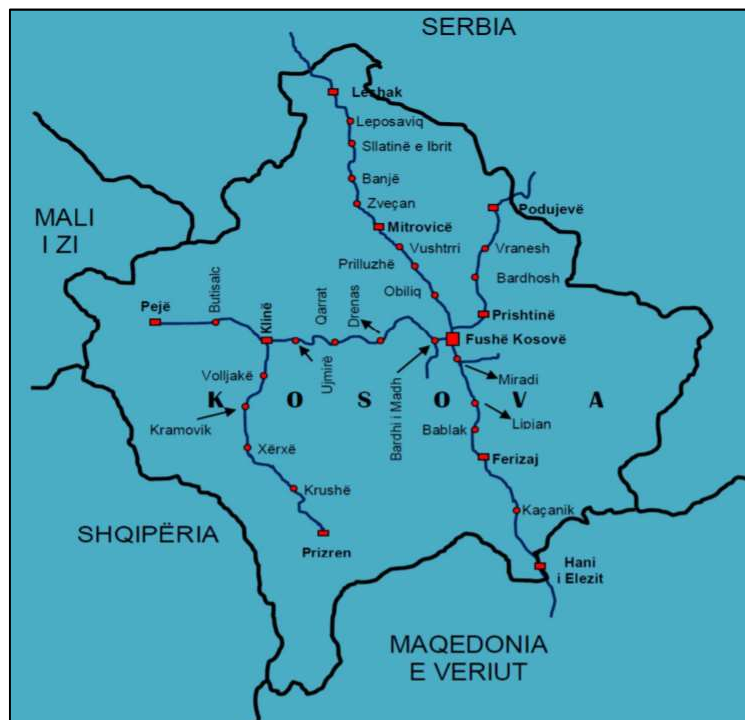 SERBIA
Lezhak
Leposaviq
Sllatinë e Ibrit
Banjë
MALI
I ZI
Zveçan
Podujevë
Mitrovicë
Vushtrri
Vranesh
Prilluzhë
Bardhosh
Obiliq
Butisalc
Pejë
Klinë
Qarrat
Drenas
Prishtinë
Fushë Kosovë
Ujmirë
Bardhi i Madh
Volljakë
Miradi
K O S O V A
Kramovik
Lipjan
Bablak
Xërxë
Ferizaj
Krushë
Kaçanik
SHQIPËRIA
Prizren
Hani
i Elezit
MAQEDONIA
E VERIUT